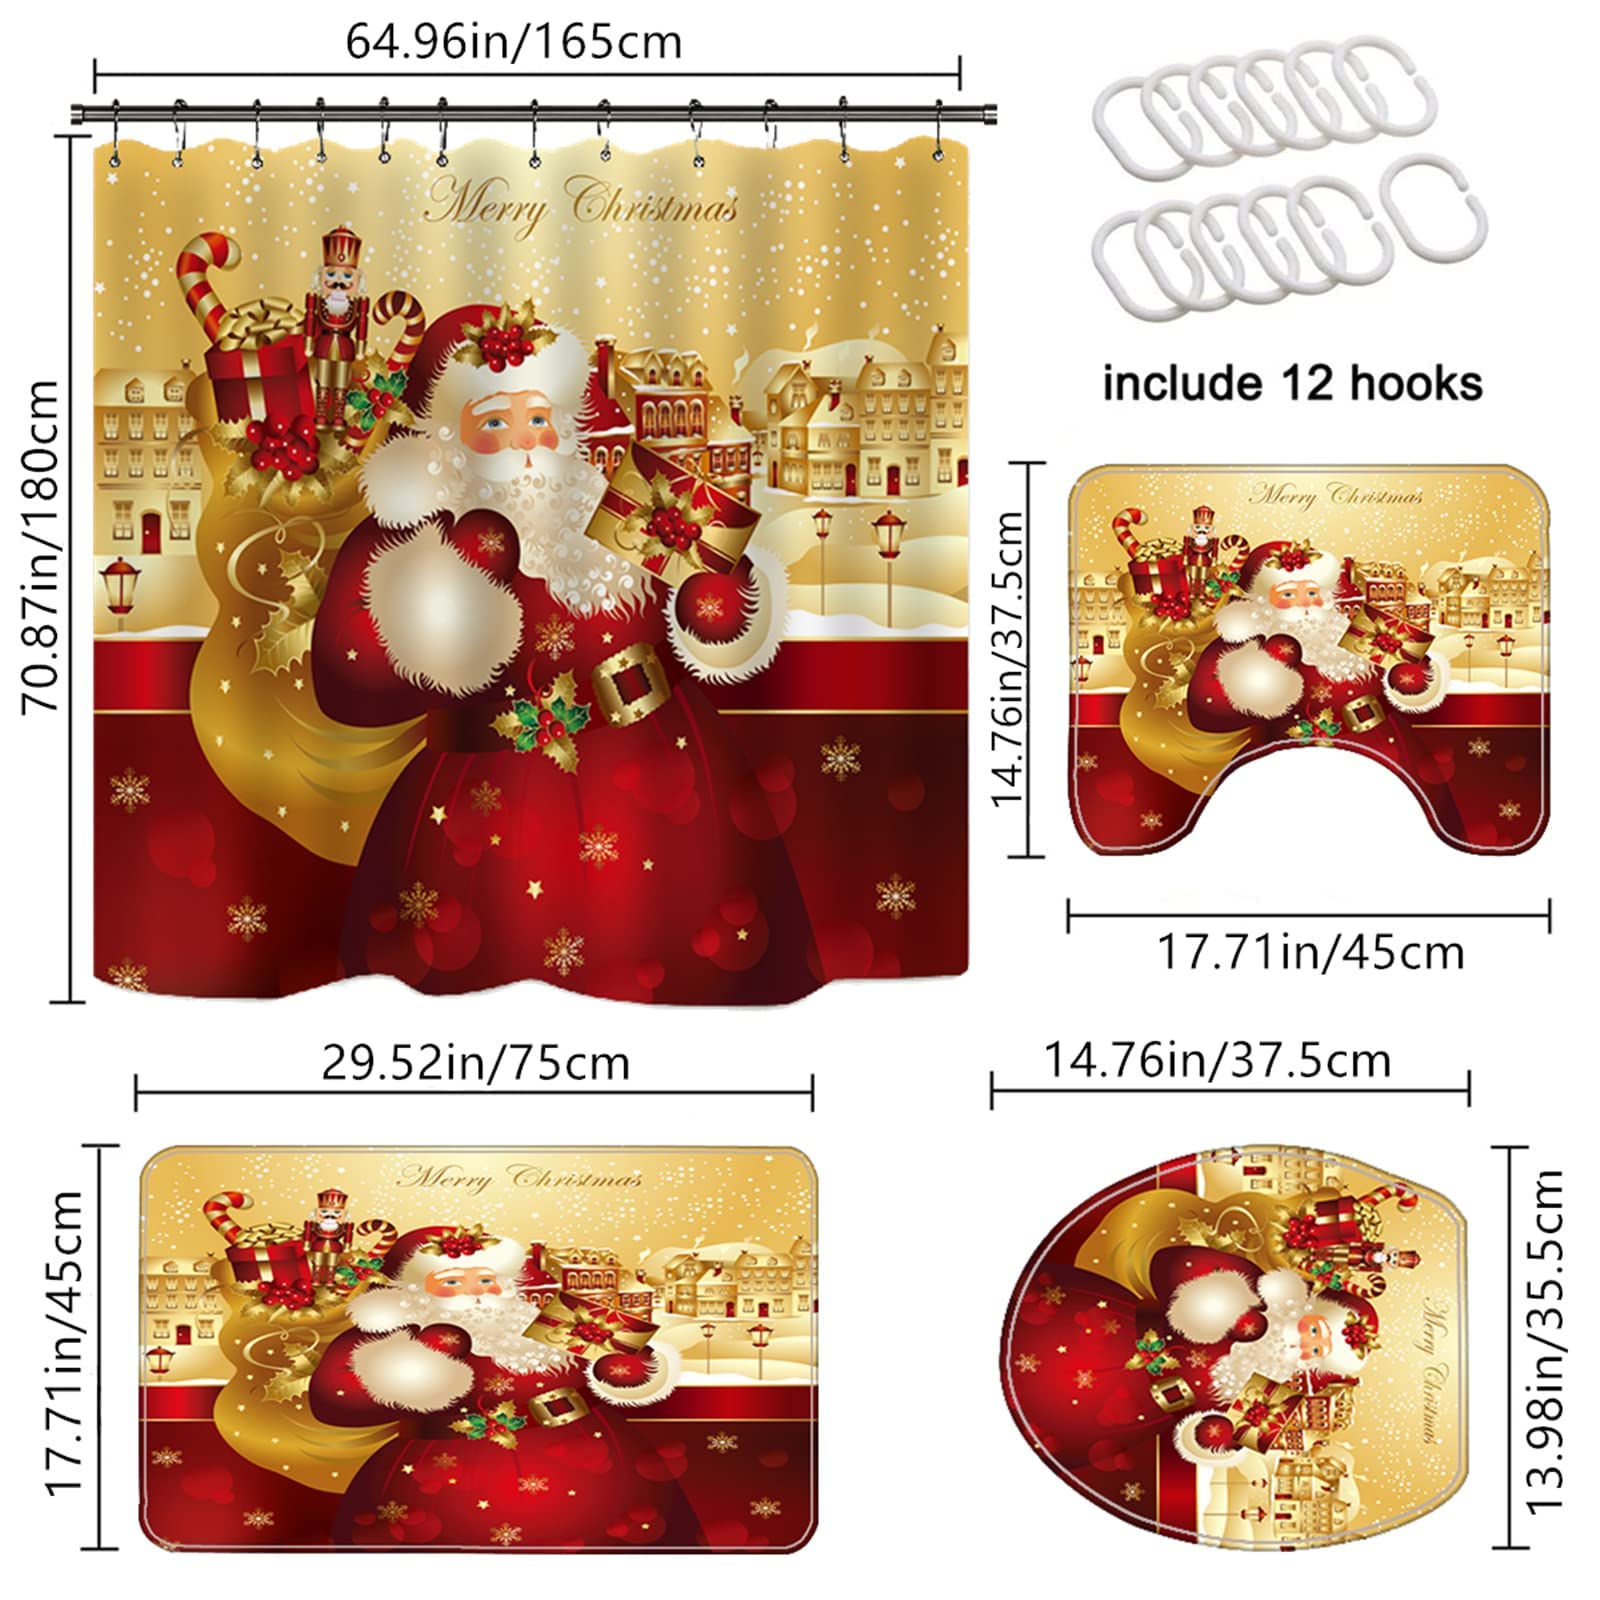 64.96in/165cm
70.87in/180cm
Merry Christmas
include 12 hooks
Merry Christmas
14.76in/37.5cm
17.71in/45cm
29.52in/75cm
17.71in/45cm
Merry Christmas
14.76in/37.5cm
Merry Christmas
13.98in/35.5cm